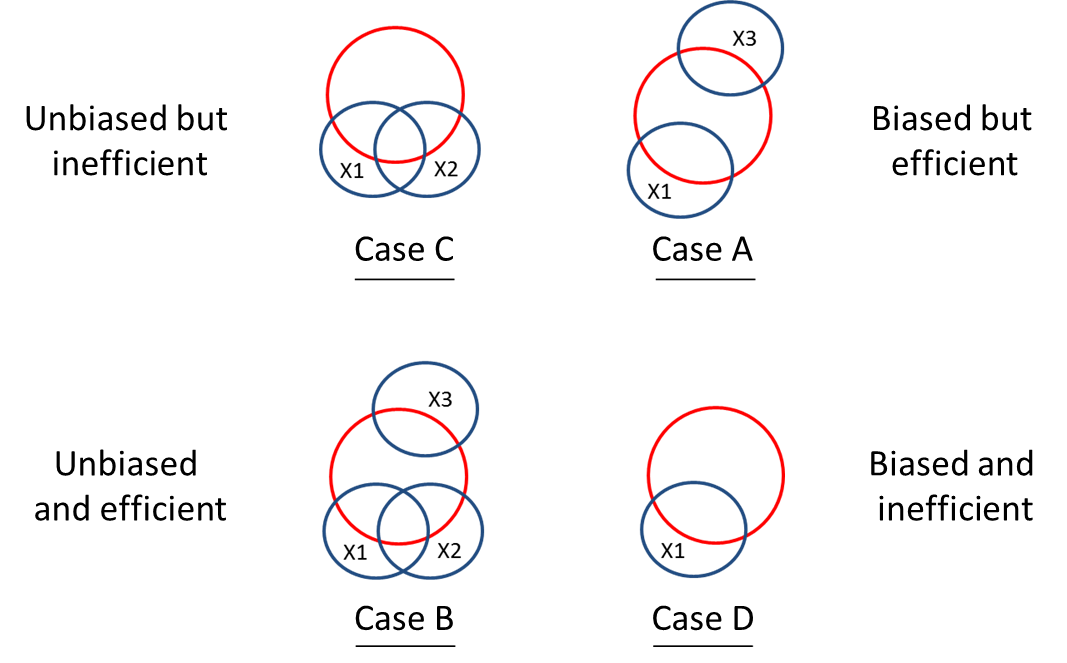 Unbiased but
inefficient
X1
X2
Case C
X3
X1
Case A
Biased but
efficient
Unbiased
and efficient
X3
X1
X2
Case B
X1
Case D
Biased and
inefficient